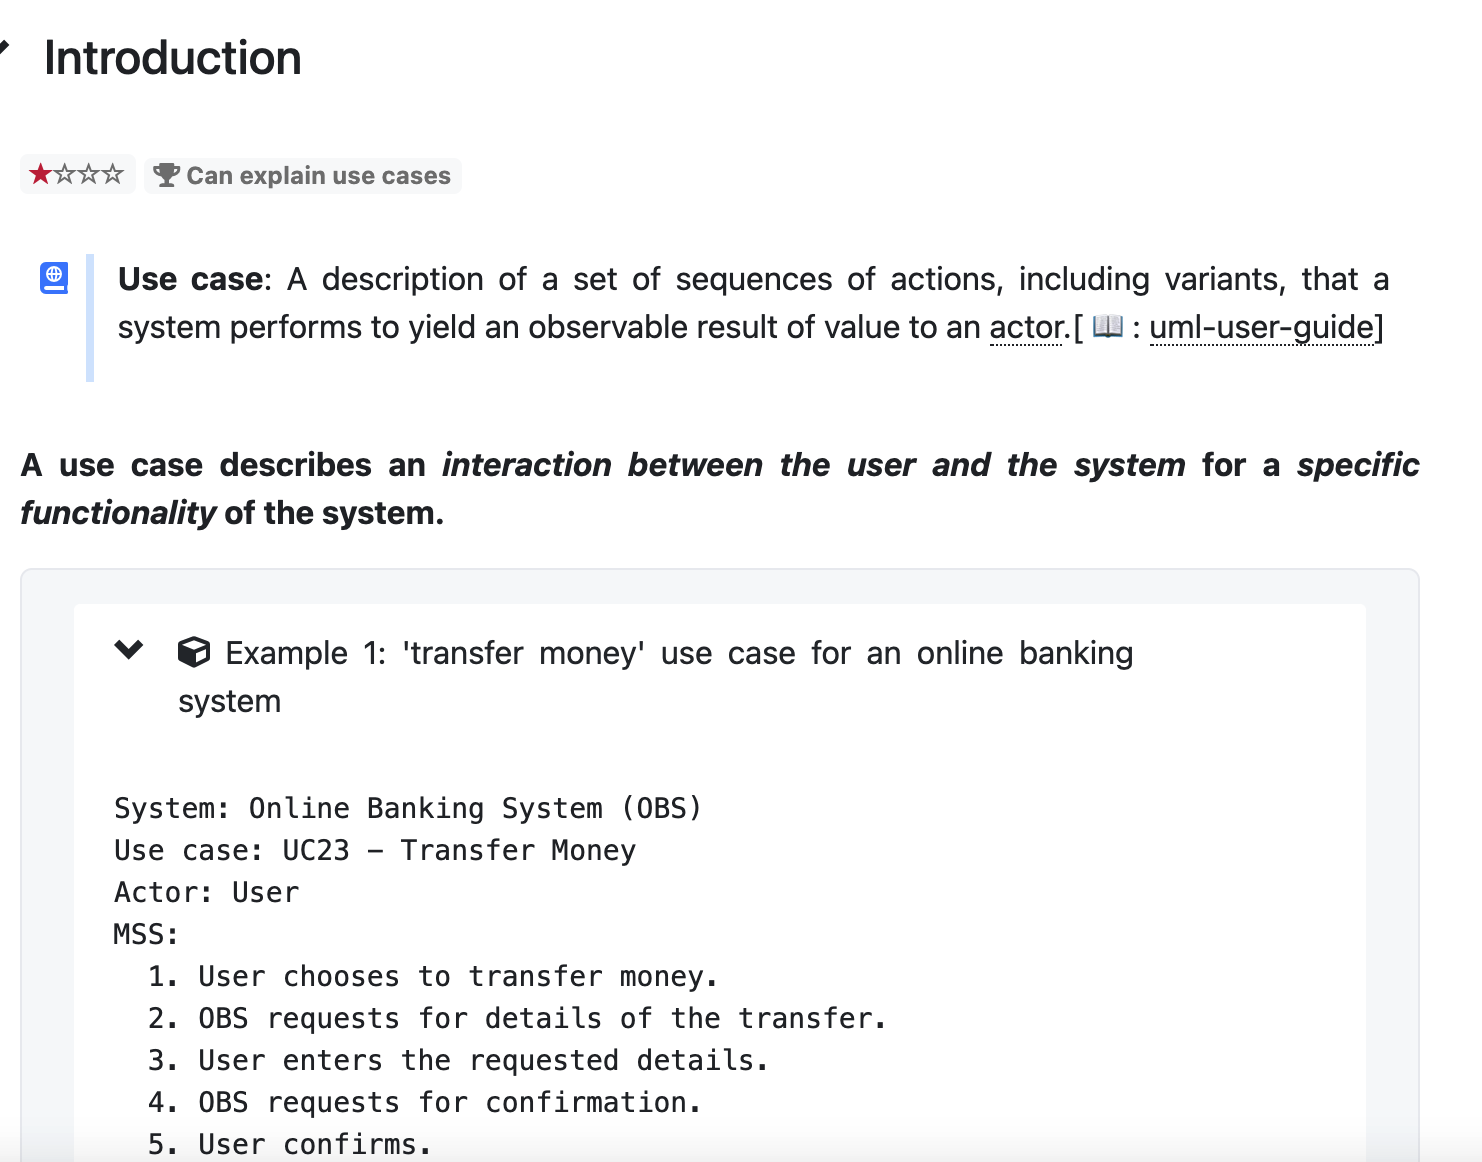 Introduction
★☆☆☆ 🏆 Can explain use cases
Use case: A description of a set of sequences of actions, including variants, that a
system performs to yield an observable result of value to an actor.[ 📖 : uml-user-guide]
A use case describes an interaction between the user and the system for a specific
functionality of the system.
Example 1: 'transfer money' use case for an online banking
system
System: Online Banking System (OBS)
Use case: UC23 – Transfer Money
Actor: User
MSS:
1. User chooses to transfer money.
2. OBS requests for details of the transfer.
3. User enters the requested details.
4. OBS requests for confirmation.
5. User confirms.